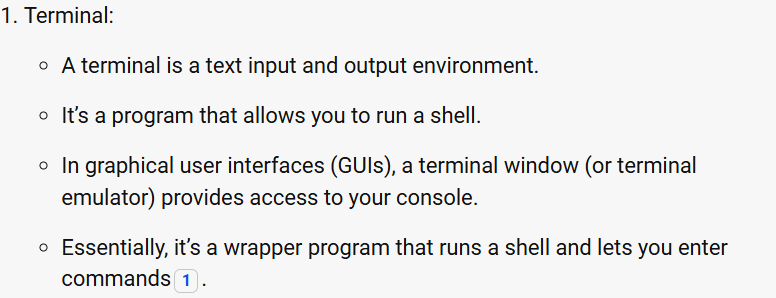 1. Terminal:
○ A terminal is a text input and output environment.
○ It’s a program that allows you to run a shell.
○ In graphical user interfaces (GUIs), a terminal window (or terminal
emulator) provides access to your console.
○ Essentially, it’s a wrapper program that runs a shell and lets you enter
commands 1 .